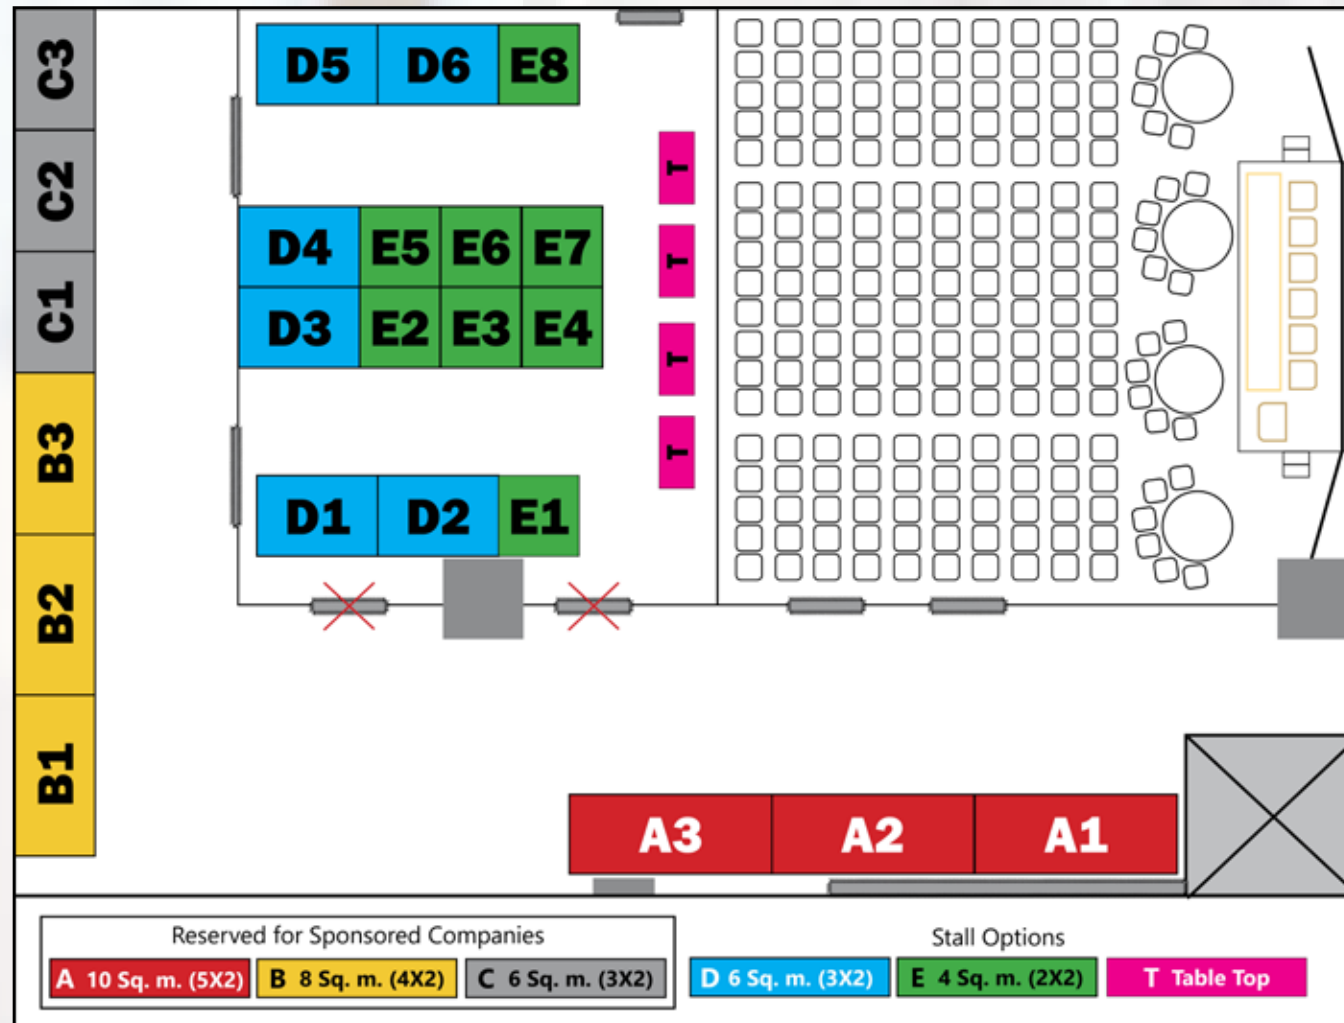 C3
C2
C1
B3
B2
B1
D5 D6 E8
D4 E5 E6 E7
D3 E2 E3 E4
D1 D2 E1
T
T
T
T
A3 A2 A1
Reserved for Sponsored Companies
A 10 Sq. m. (5X2) B 8 Sq. m. (4X2) C 6 Sq. m. (3X2)
Stall Options
D 6 Sq. m. (3X2) E 4 Sq. m. (2X2) T Table Top